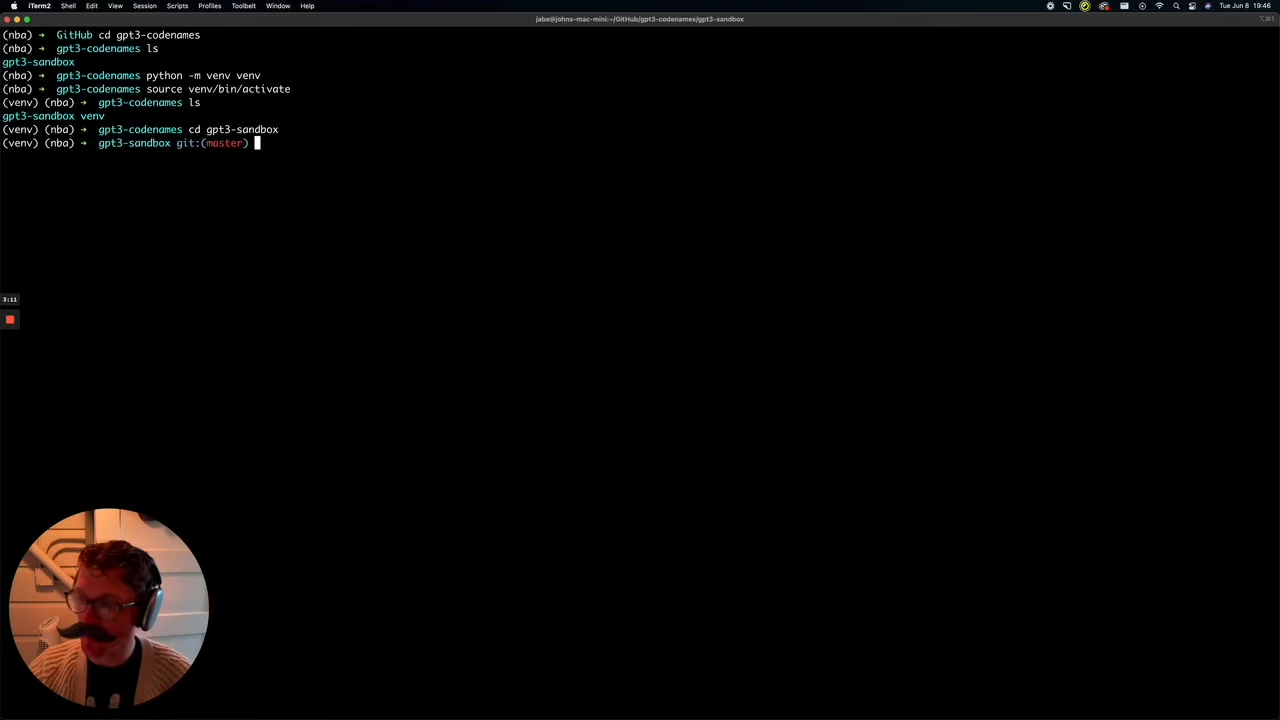 iTerm2 Shell Edit View Session Scripts Profiles Toolbelt Window Help Tue Jun 8 19:46
jabe@johns-mac-mini:~/GitHub/gpt3-codenames/gpt3-sandbox ⌥⌘1
(nba) ➜ GitHub cd gpt3-codenames
(nba) ➜ gpt3-codenames ls
gpt3-sandbox
(nba) ➜ gpt3-codenames python -m venv venv
(nba) ➜ gpt3-codenames source venv/bin/activate
(venv) (nba) ➜ gpt3-codenames ls
gpt3-sandbox venv
(venv) (nba) ➜ gpt3-codenames cd gpt3-sandbox
(venv) (nba) ➜ gpt3-sandbox git:(master)
3:11